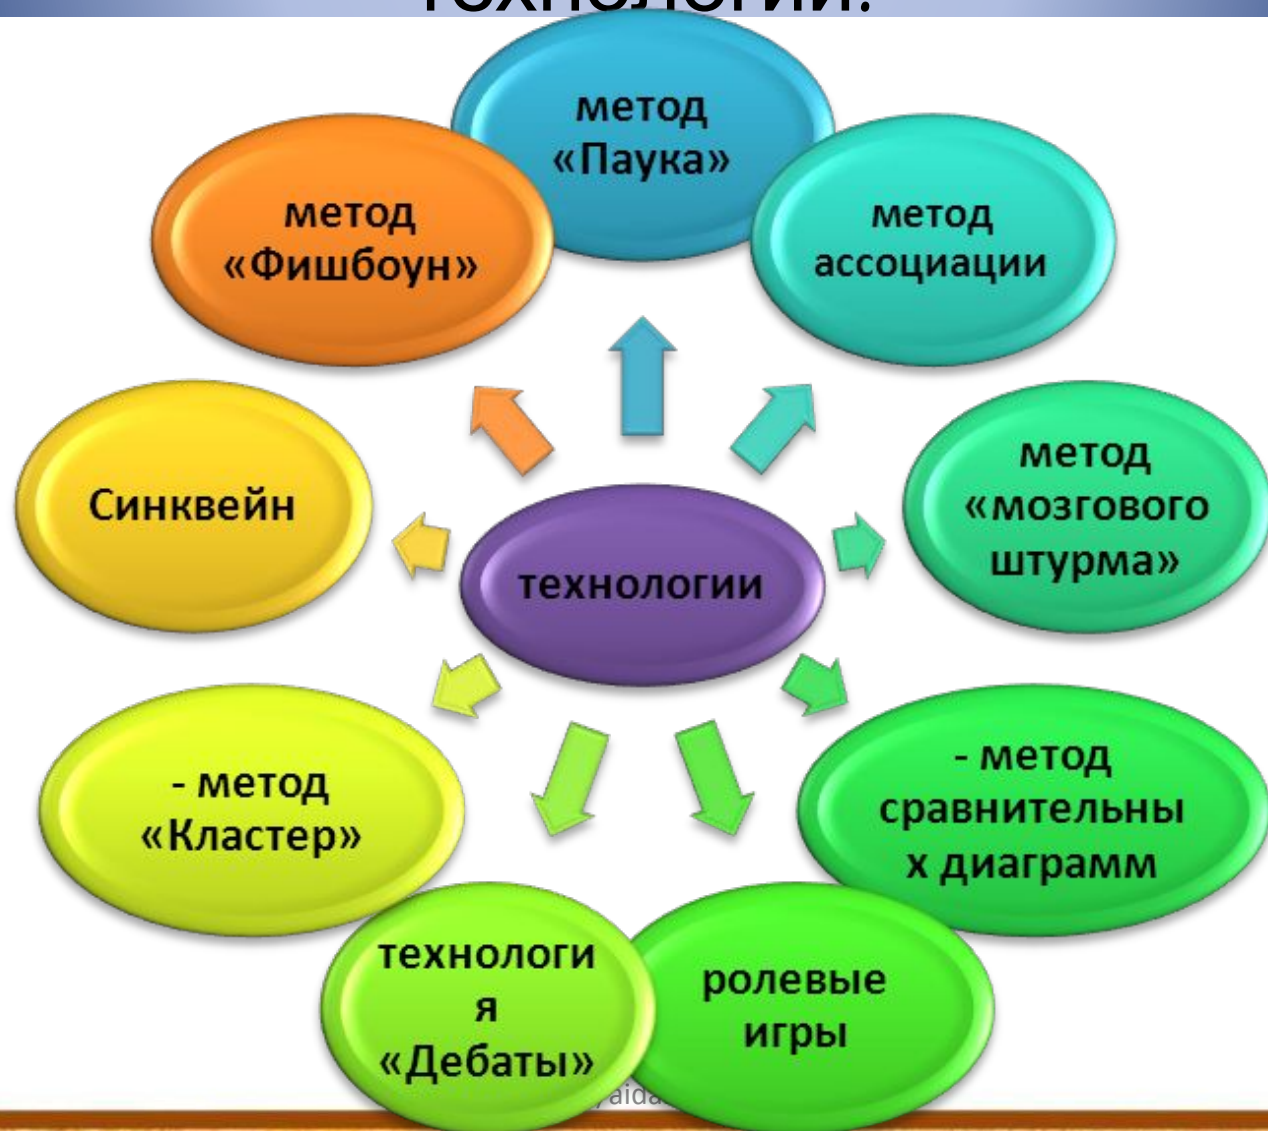 технологии:
метод
«Паука»
метод
«Фишбоун»
метод
ассоциации
Синквейн
метод
«мозгового
штурма»
технологии
- метод
«Кластер»
- метод
сравнительны
х диаграмм
технологи
я
«Дебаты»
ролевые
игры